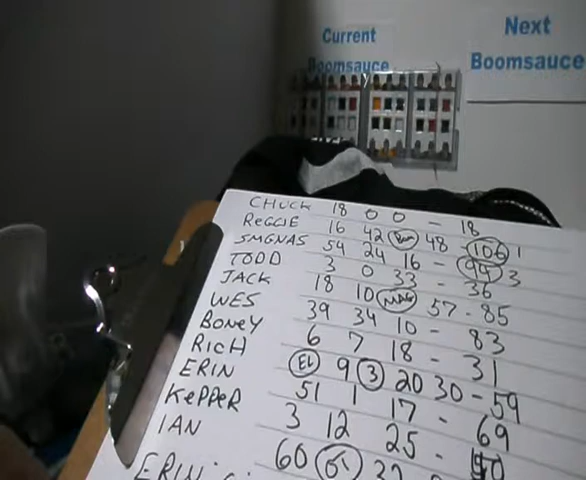 Current
Boomsauce
Next
Boomsauce
CHUCK 18 0 0 - 18
REGGIE 16 42 48 - 106 1
SMGNAS 54 24 16 - 94 3
TODD 3 0 33 - 36
JACK 18 10 MAG 57 - 85
WES 39 34 10 - 83
BONEY 6 7 18 - 31
RICH EL 9 3 20 30 - 59
ERIN 51 1 17 - 69
KEPPER 3 12 25 - 40
IAN 60